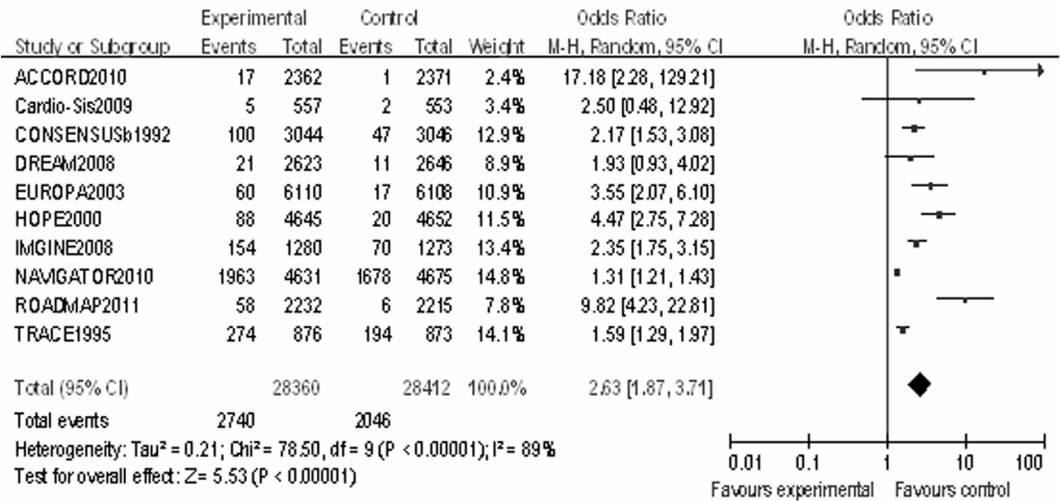 Experimental Control Odds Ratio Odds Ratio
Study or Subgroup Events Total Events Total Weight M-H, Random, 95% CI M-H, Random, 95% CI
ACCORD2010 17 2362 1 2371 2.4% 17.18 [2.28, 129.21]
Cardio-Sis2009 5 557 2 553 3.4% 2.50 [0.48, 12.92]
CONSENSUSb1992 100 3044 47 3046 12.9% 2.17 [1.53, 3.08]
DREAM2008 21 2623 11 2646 8.9% 1.93 [0.93, 4.02]
EUROPA2003 60 6110 17 6108 10.9% 3.55 [2.07, 6.10]
HOPE2000 88 4645 20 4652 11.5% 4.47 [2.75, 7.28]
IMGINE2008 154 1280 70 1273 13.4% 2.35 [1.75, 3.15]
NAVIGATOR2010 1963 4631 1678 4675 14.8% 1.31 [1.21, 1.43]
ROADMAP2011 58 2232 6 2215 7.8% 9.82 [4.23, 22.81]
TRACE1995 274 876 194 873 14.1% 1.59 [1.29, 1.97]
Total (95% CI) 28360 28412 100.0% 2.63 [1.87, 3.71]
Total events 2740 2046
Heterogeneity: Tau² = 0.21; Chi² = 78.50, df = 9 (P < 0.00001); I² = 89%
Test for overall effect: Z = 5.53 (P < 0.00001)
0.01 0.1 1 10 100
Favours experimental Favours control